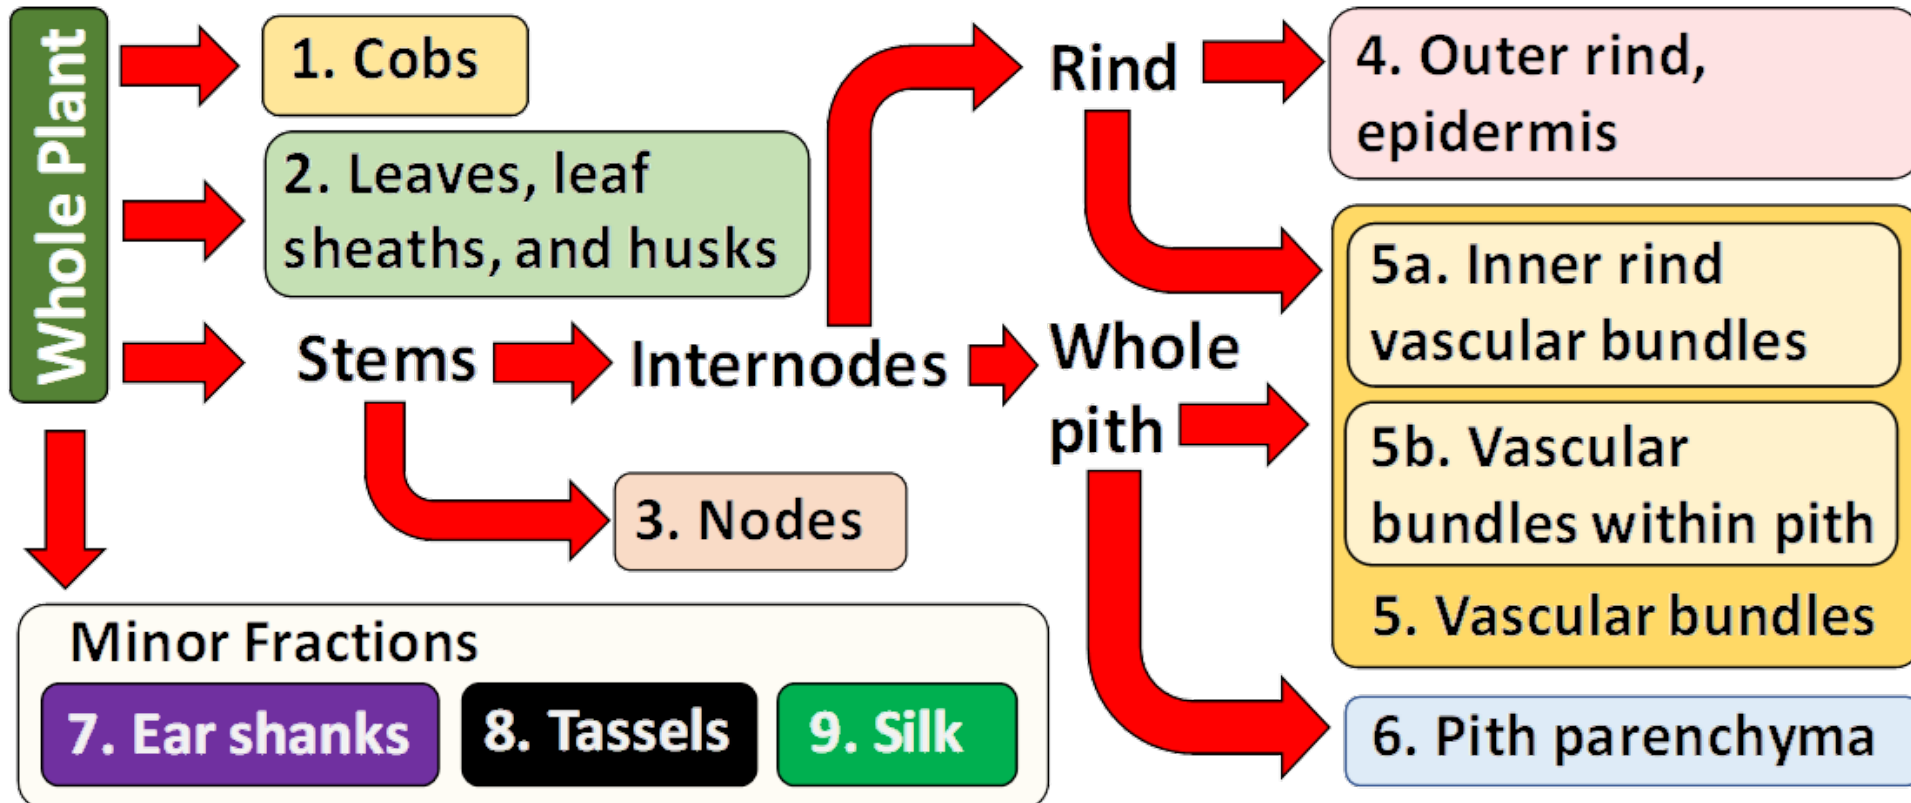 Whole Plant
1. Cobs
2. Leaves, leaf
sheaths, and husks
Stems
Internodes
3. Nodes
Rind
Whole
pith
4. Outer rind,
epidermis
5a. Inner rind
vascular bundles
5b. Vascular
bundles within pith
5. Vascular bundles
6. Pith parenchyma
Minor Fractions
7. Ear shanks
8. Tassels
9. Silk